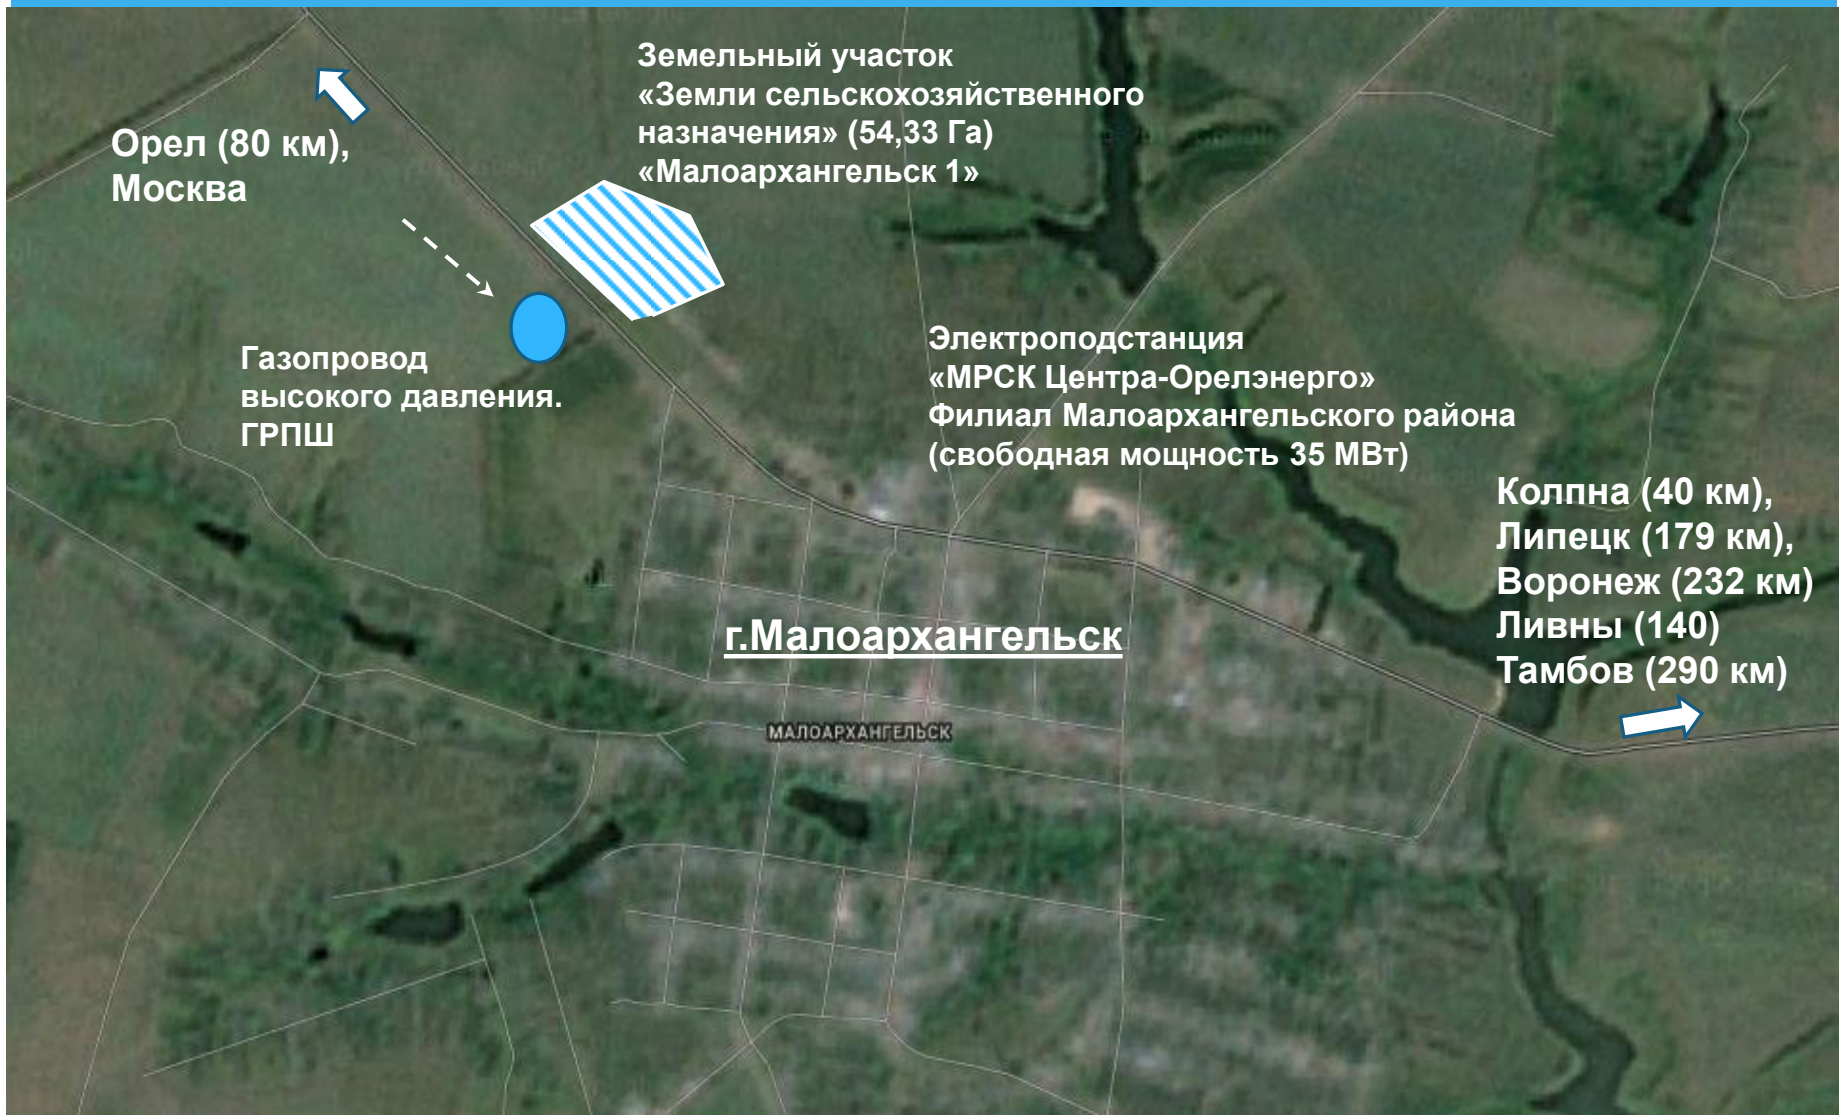 Земельный участок
«Земли сельскохозяйственного
назначения» (54,33 Га)
«Малоархангельск 1»
Орел (80 км),
Москва
Газопровод
высокого давления.
ГРПШ
Электроподстанция
«МРСК Центра-Орелэнерго»
Филиал Малоархангельского района
(свободная мощность 35 МВт)
Колпна (40 км),
Липецк (179 км),
Воронеж (232 км)
Ливны (140)
Тамбов (290 км)
г.Малоархангельск
МАЛОАРХАНГЕЛЬСК